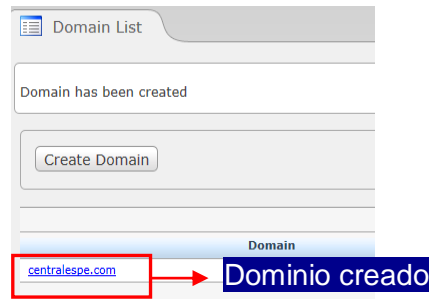 Domain List
Domain has been created
Create Domain
Domain
centralespe.com
Dominio creado